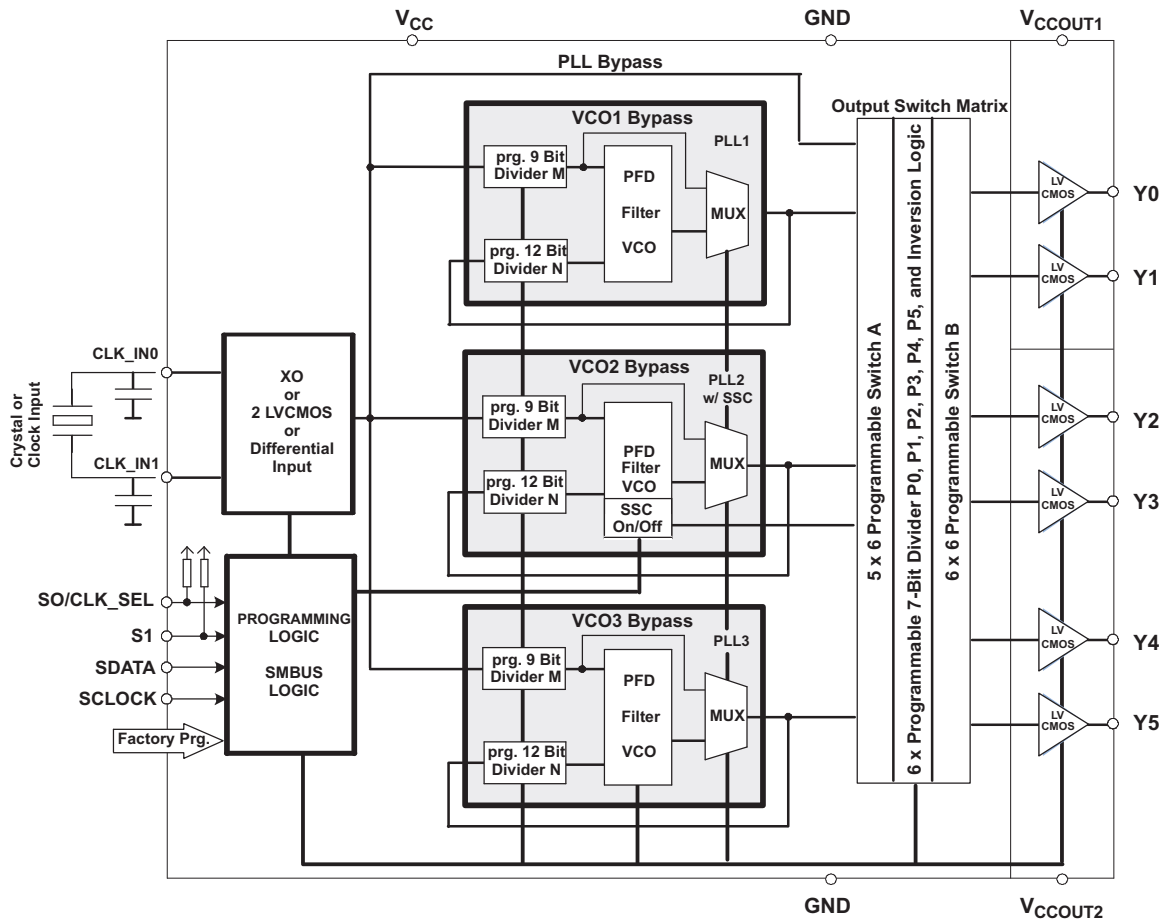 VCC
GND
VCCOUT1
PLL Bypass
Output Switch Matrix
VCO1 Bypass
PLL1
prg. 9 Bit
Divider M
PFD
Filter
VCO
MUX
prg. 12 Bit
Divider N
LV
CMOS
Y0
LV
CMOS
Y1
5 x 6 Programmable Switch A
6 x Programmable 7-Bit Divider P0, P1, P2, P3, P4, P5, and Inversion Logic
6 x 6 Programmable Switch B
Crystal or
Clock Input
CLK_IN0
CLK_IN1
XO
or
2 LVCMOS
or
Differential
Input
VCO2 Bypass
PLL2
w/ SSC
prg. 9 Bit
Divider M
PFD
Filter
VCO
MUX
prg. 12 Bit
Divider N
SSC
On/Off
LV
CMOS
Y2
LV
CMOS
Y3
SO/CLK_SEL
S1
SDATA
SCLOCK
Factory Prg.
PROGRAMMING
LOGIC
SMBUS
LOGIC
VCO3 Bypass
PLL3
prg. 9 Bit
Divider M
PFD
Filter
VCO
MUX
prg. 12 Bit
Divider N
LV
CMOS
Y4
LV
CMOS
Y5
GND
VCCOUT2